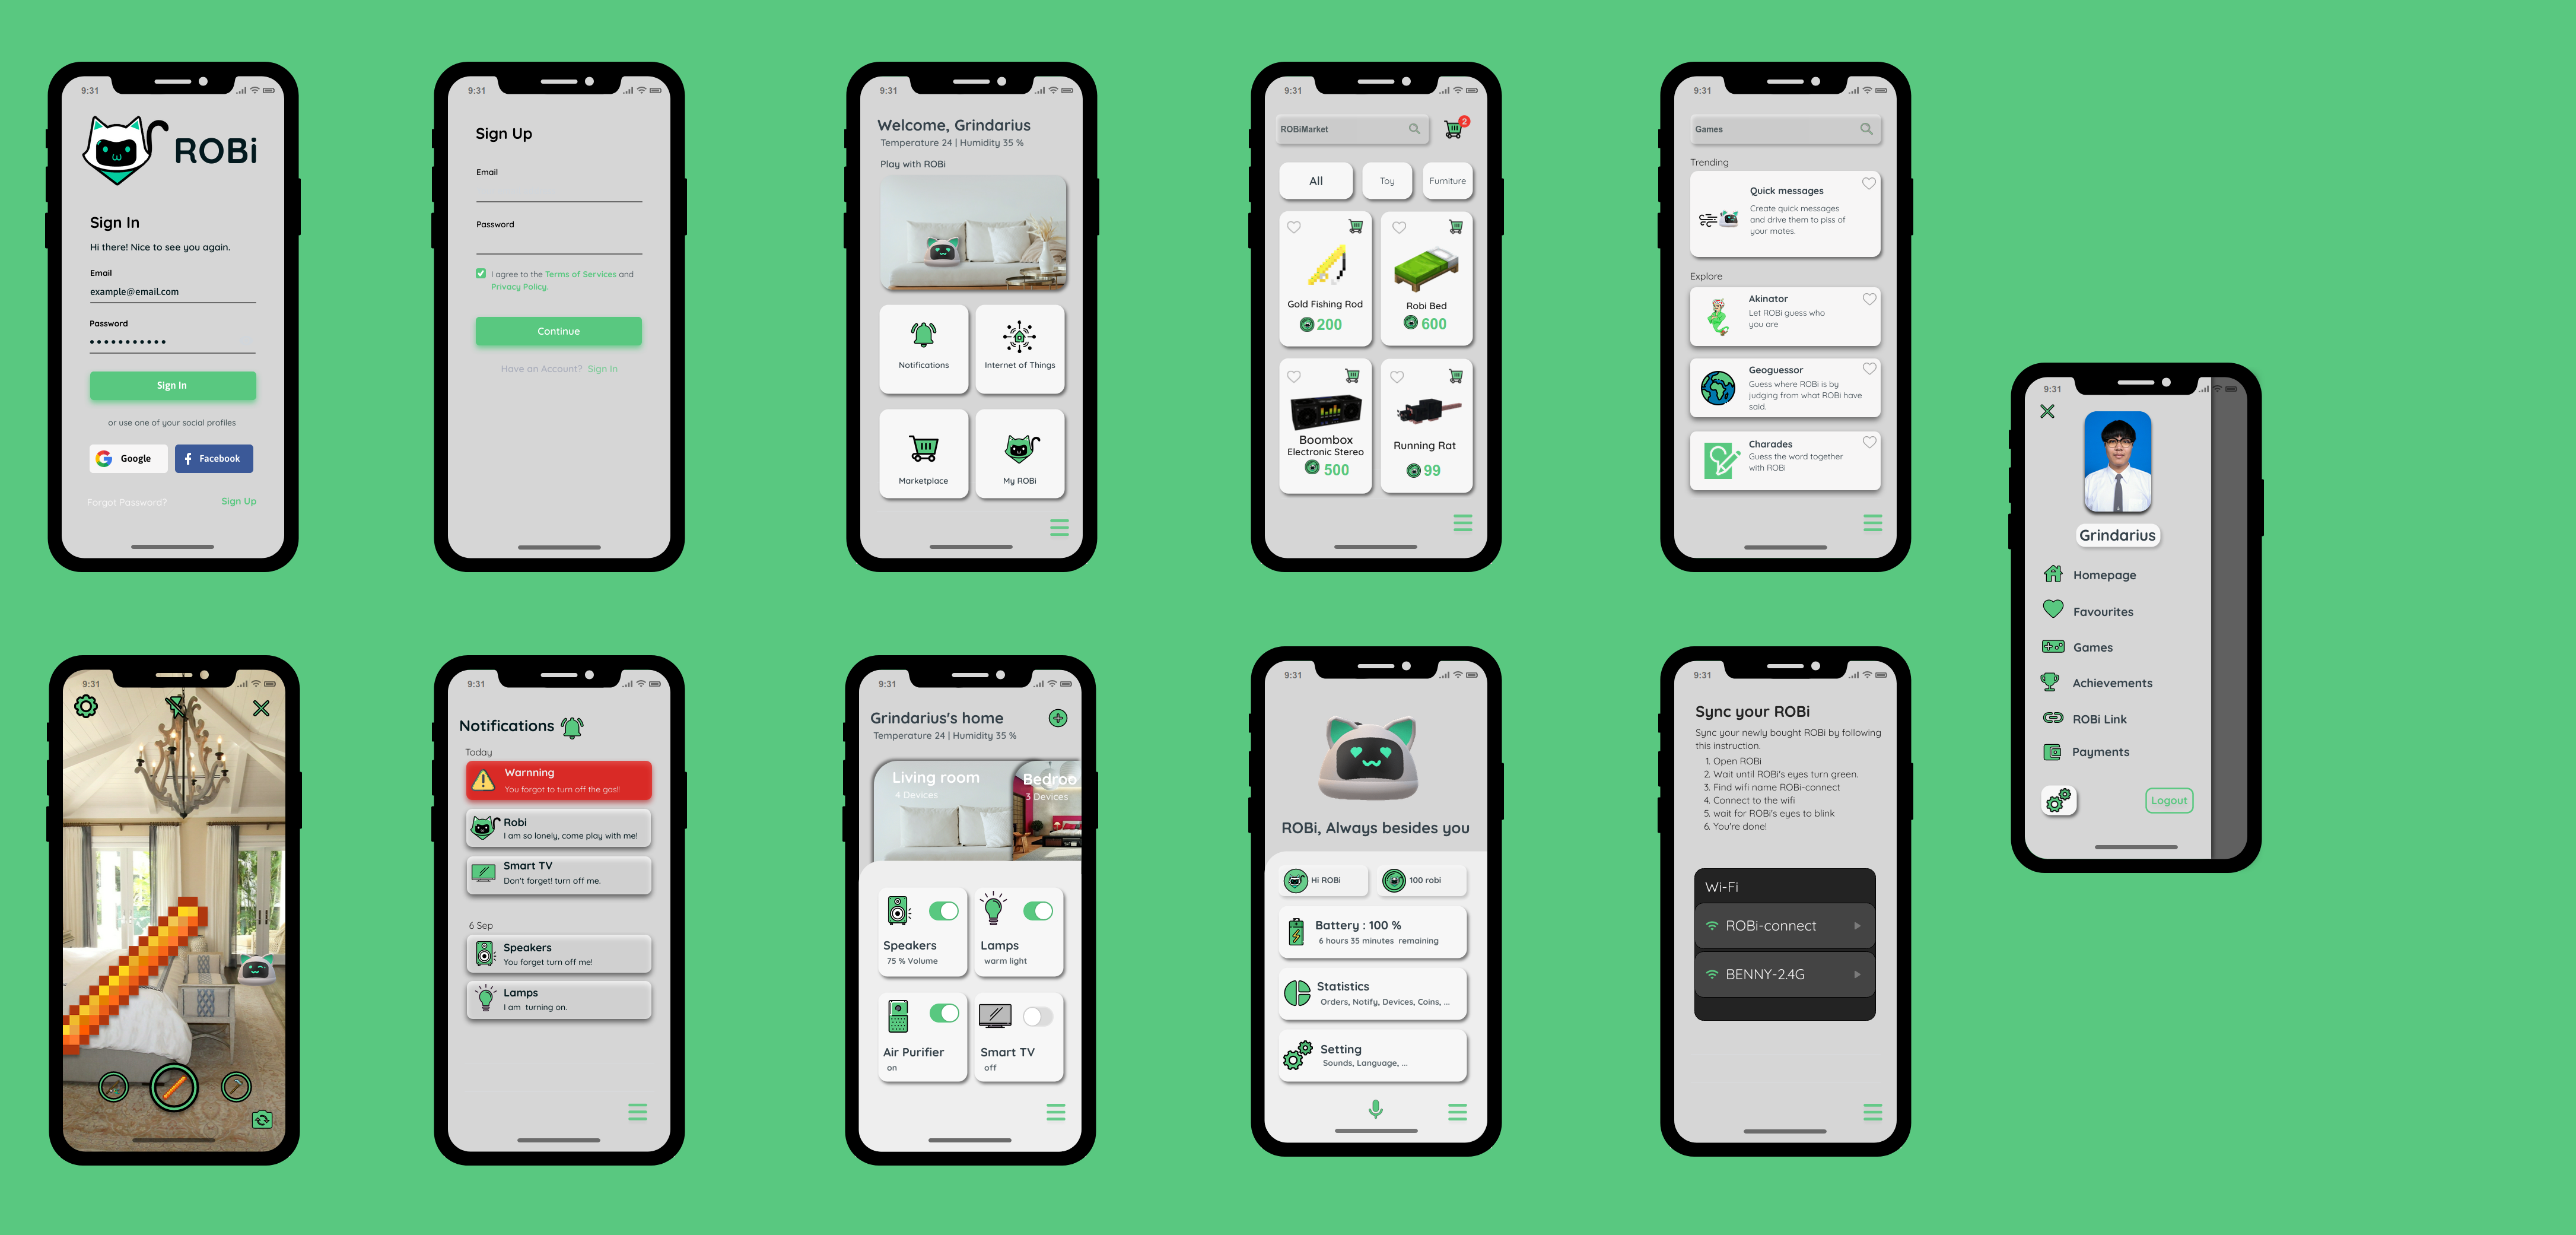 9:31
ROBi
Sign In
Hi there! Nice to see you again.
Email
example@email.com
Password
Sign In
or use one of your social profiles
Google
Facebook
Forgot Password?
Sign Up
9:31
Sign Up
Email
Password
I agree to the Terms of Services and
Privacy Policy.
Continue
Have an Account? Sign In
9:31
Welcome, Grindarius
Temperature 24 | Humidity 35 %
Play with ROBi
Notifications
Internet of Things
Marketplace
My ROBi
9:31
ROBiMarket
2
All
Toy
Furniture
Gold Fishing Rod
200
Robi Bed
600
Boombox
Electronic Stereo
500
Running Rat
99
9:31
Games
Trending
Quick messages
Create quick messages
and drive them to piss of
your mates.
Explore
Akinator
Let ROBi guess who
you are
Geoguessor
Guess where ROBi is by
judging from what ROBi have
said.
Charades
Guess the word together
with ROBi
9:31
Grindarius
Homepage
Favourites
Games
Achievements
ROBi Link
Payments
Logout
9:31
9:31
Notifications
Today
Warnning
You forgot to turn off the gas!!
Robi
I am so lonely, come play with me!
Smart TV
Don't forget! turn off me.
6 Sep
Speakers
You forget turn off me!
Lamps
I am turning on.
9:31
Grindarius's home
Temperature 24 | Humidity 35 %
Living room
4 Devices
Bedroo
3 Devices
Speakers
75 % Volume
Lamps
warm light
Air Purifier
on
Smart TV
off
9:31
ROBi, Always besides you
Hi ROBi
100 robi
Battery : 100 %
6 hours 35 minutes remaining
Statistics
Orders, Notify, Devices, Coins, ...
Setting
Sounds, Language, ...
9:31
Sync your ROBi
Sync your newly bought ROBi by following
this instruction.
1. Open ROBi
2. Wait until ROBi's eyes turn green.
3. Find wifi name ROBi-connect
4. Connect to the wifi
5. wait for ROBi's eyes to blink
6. You're done!
Wi-Fi
ROBi-connect
BENNY-2.4G